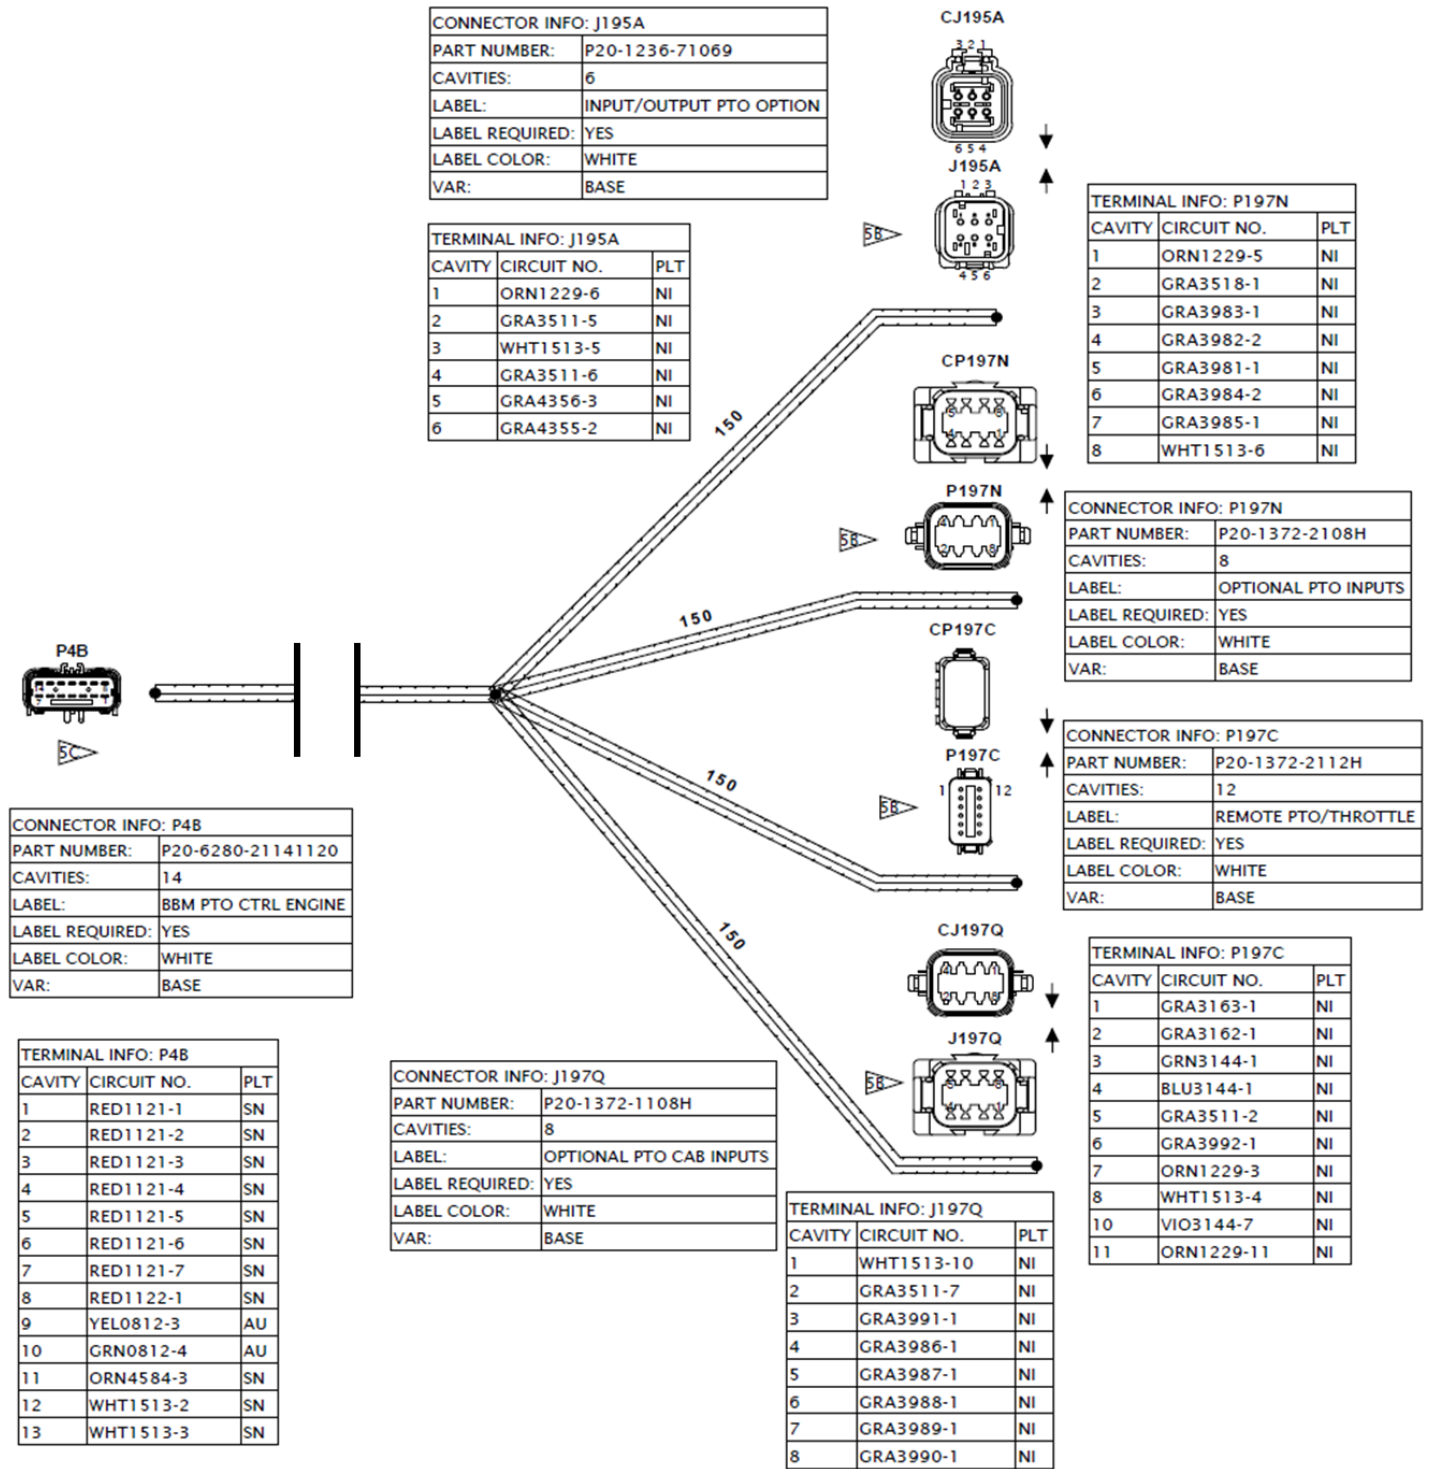 CONNECTOR INFO: J195A
PART NUMBER: P20-1236-71069
CAVITIES: 6
LABEL: INPUT/OUTPUT PTO OPTION
LABEL REQUIRED: YES
LABEL COLOR: WHITE
VAR: BASE
TERMINAL INFO: J195A
CAVITY CIRCUIT NO. PLT
1 ORN1229-6 NI
2 GRA3511-5 NI
3 WHT1513-5 NI
4 GRA3511-6 NI
5 GRA4356-3 NI
6 GRA4355-2 NI
CJ195A
3 2 1
6 5 4
J195A
1 2 3
5B
4 5 6
150
TERMINAL INFO: P197N
CAVITY CIRCUIT NO. PLT
1 ORN1229-5 NI
2 GRA3518-1 NI
3 GRA3983-1 NI
4 GRA3982-2 NI
5 GRA3981-1 NI
6 GRA3984-2 NI
7 GRA3985-1 NI
8 WHT1513-6 NI
CP197N
5 8
4 1
P197N
5B
150
CONNECTOR INFO: P197N
PART NUMBER: P20-1372-2108H
CAVITIES: 8
LABEL: OPTIONAL PTO INPUTS
LABEL REQUIRED: YES
LABEL COLOR: WHITE
VAR: BASE
CP197C
P197C
1 12
5B
150
CONNECTOR INFO: P197C
PART NUMBER: P20-1372-2112H
CAVITIES: 12
LABEL: REMOTE PTO/THROTTLE
LABEL REQUIRED: YES
LABEL COLOR: WHITE
VAR: BASE
P4B
5C
CONNECTOR INFO: P4B
PART NUMBER: P20-6280-21141120
CAVITIES: 14
LABEL: BBM PTO CTRL ENGINE
LABEL REQUIRED: YES
LABEL COLOR: WHITE
VAR: BASE
TERMINAL INFO: P4B
CAVITY CIRCUIT NO. PLT
1 RED1121-1 SN
2 RED1121-2 SN
3 RED1121-3 SN
4 RED1121-4 SN
5 RED1121-5 SN
6 RED1121-6 SN
7 RED1121-7 SN
8 RED1122-1 SN
9 YEL0812-3 AU
10 GRN0812-4 AU
11 ORN4584-3 SN
12 WHT1513-2 SN
13 WHT1513-3 SN
150
CJ197Q
J197Q
5B
CONNECTOR INFO: J197Q
PART NUMBER: P20-1372-1108H
CAVITIES: 8
LABEL: OPTIONAL PTO CAB INPUTS
LABEL REQUIRED: YES
LABEL COLOR: WHITE
VAR: BASE
TERMINAL INFO: J197Q
CAVITY CIRCUIT NO. PLT
1 WHT1513-10 NI
2 GRA3511-7 NI
3 GRA3991-1 NI
4 GRA3986-1 NI
5 GRA3987-1 NI
6 GRA3988-1 NI
7 GRA3989-1 NI
8 GRA3990-1 NI
TERMINAL INFO: P197C
CAVITY CIRCUIT NO. PLT
1 GRA3163-1 NI
2 GRA3162-1 NI
3 GRN3144-1 NI
4 BLU3144-1 NI
5 GRA3511-2 NI
6 GRA3992-1 NI
7 ORN1229-3 NI
8 WHT1513-4 NI
10 VIO3144-7 NI
11 ORN1229-11 NI